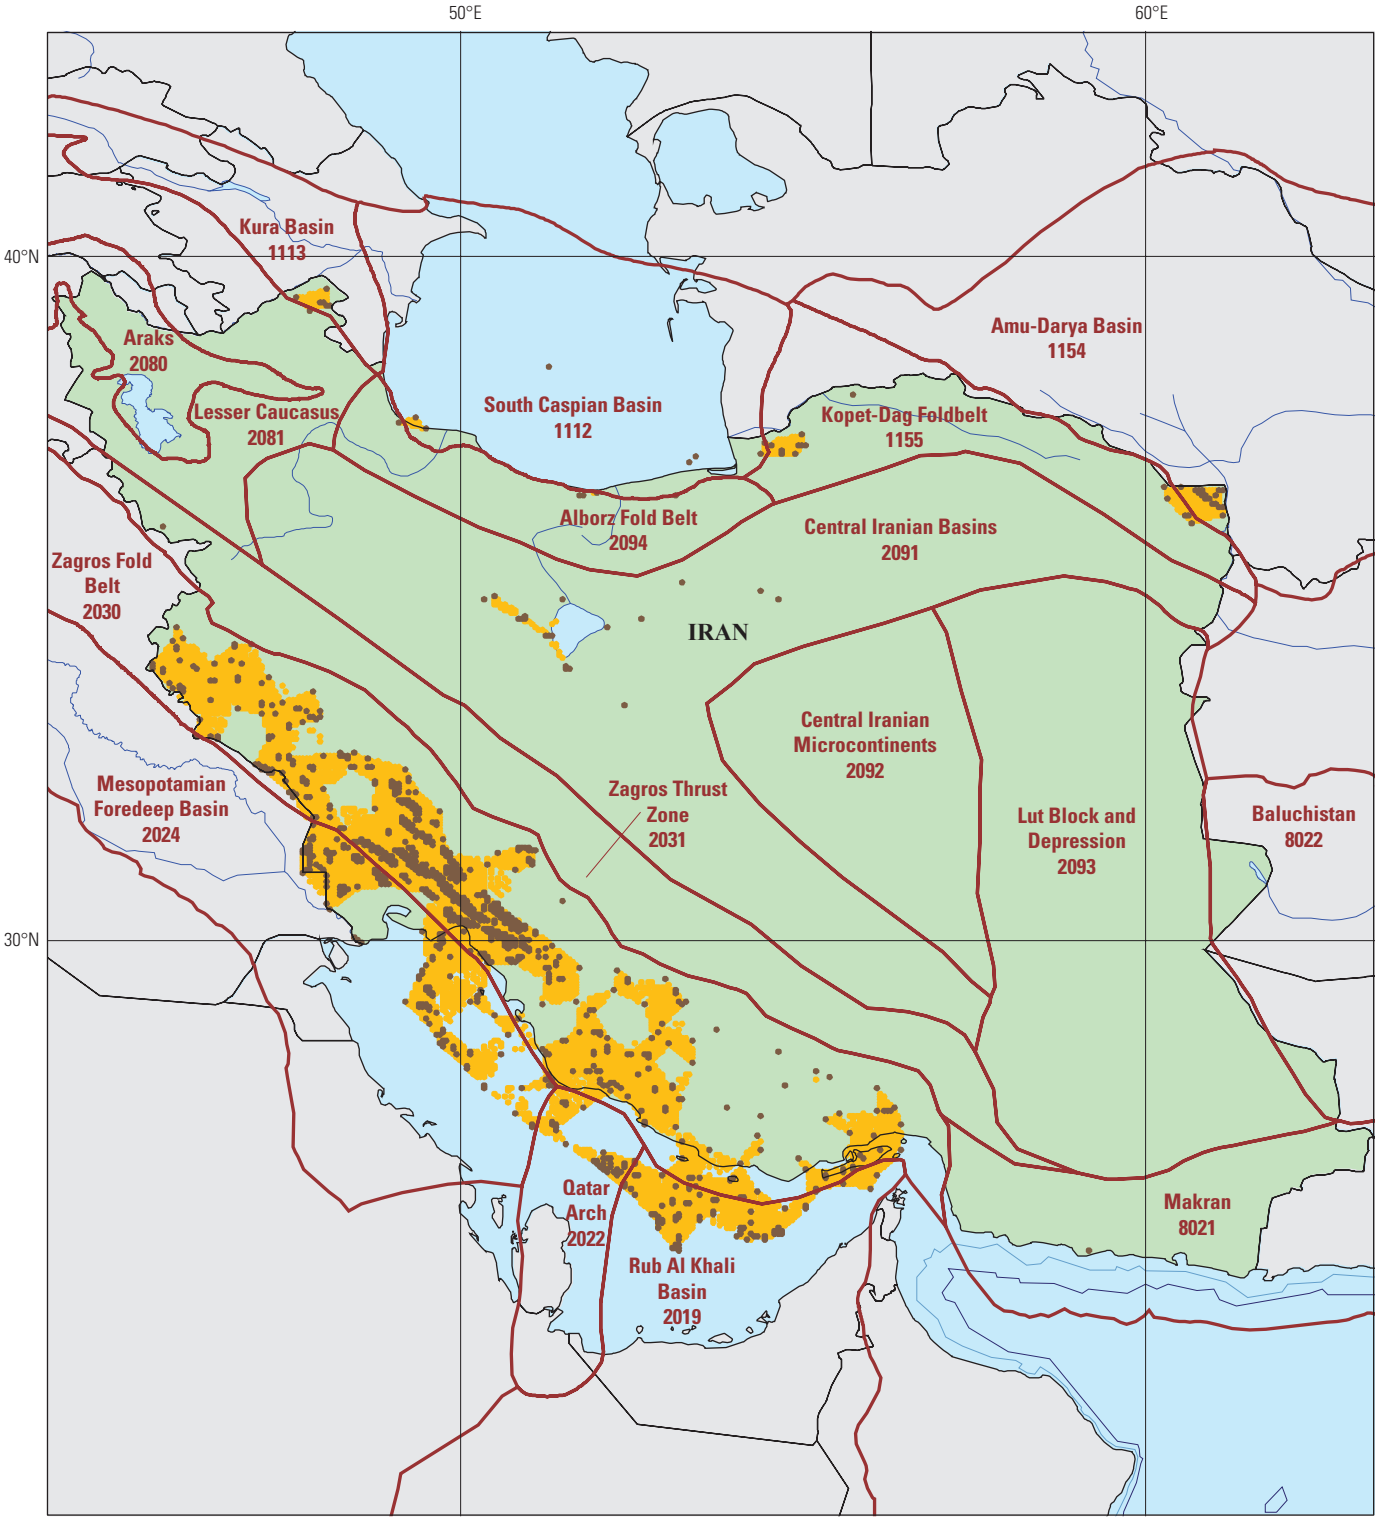 50°E
60°E
40°N
30°N
Kura Basin
1113
Araks
2080
Lesser Caucasus
2081
South Caspian Basin
1112
Amu-Darya Basin
1154
Kopet-Dag Foldbelt
1155
Alborz Fold Belt
2094
Central Iranian Basins
2091
Zagros Fold
Belt
2030
IRAN
Central Iranian
Microcontinents
2092
Mesopotamian
Foredeep Basin
2024
Zagros Thrust
Zone
2031
Lut Block and
Depression
2093
Baluchistan
8022
Qatar
Arch
2022
Rub Al Khali
Basin
2019
Makran
8021